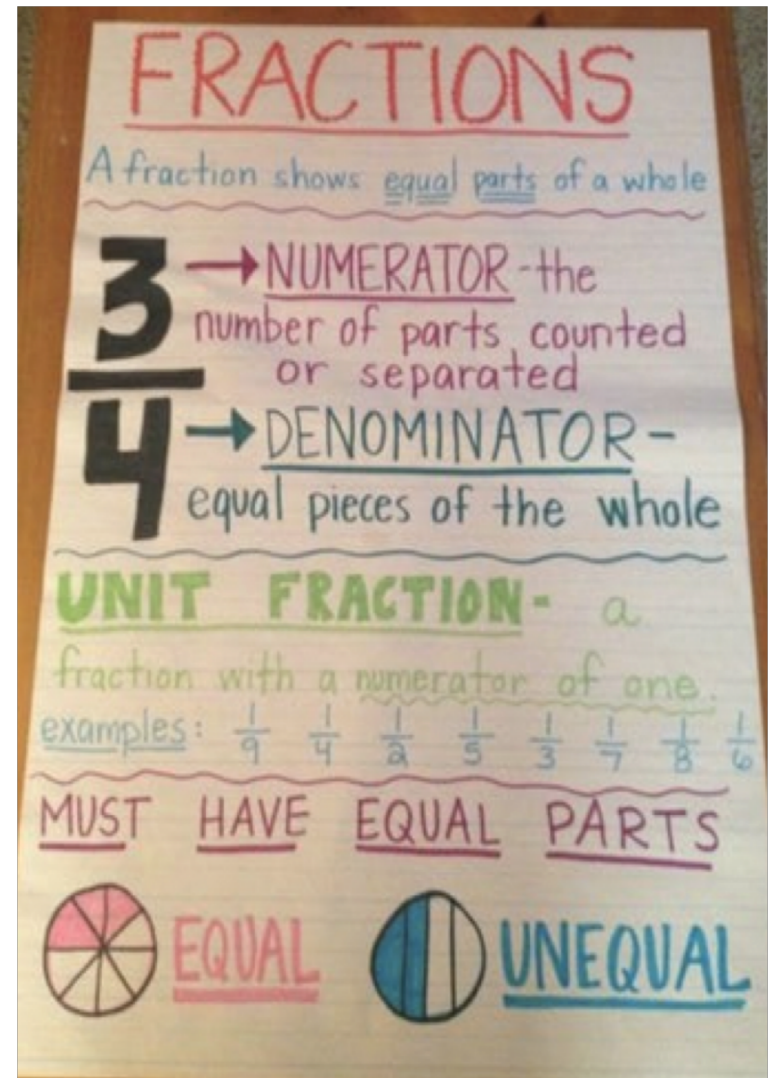 FRACTIONS
A fraction shows equal parts of a whole
3 → NUMERATOR - the
number of parts counted
or separated
4 → DENOMINATOR -
equal pieces of the whole
UNIT FRACTION - a
fraction with a numerator of one.
examples: 1/9 1/4 1/2 1/5 1/3 1/7 1/8 1/6
MUST HAVE EQUAL PARTS
EQUAL UNEQUAL